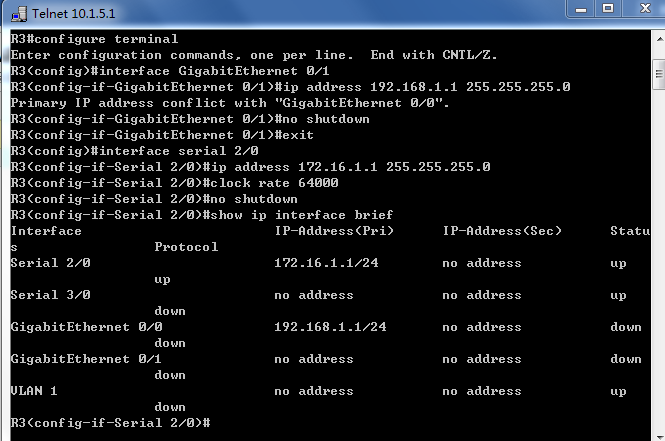 Telnet 10.1.5.1
R3#configure terminal
Enter configuration commands, one per line.  End with CNTL/Z.
R3(config)#interface GigabitEthernet 0/1
R3(config-if-GigabitEthernet 0/1)#ip address 192.168.1.1 255.255.255.0
Primary IP address conflict with "GigabitEthernet 0/0".
R3(config-if-GigabitEthernet 0/1)#no shutdown
R3(config-if-GigabitEthernet 0/1)#exit
R3(config)#interface serial 2/0
R3(config-if-Serial 2/0)#ip address 172.16.1.1 255.255.255.0
R3(config-if-Serial 2/0)#clock rate 64000
R3(config-if-Serial 2/0)#no shutdown
R3(config-if-Serial 2/0)#show ip interface brief
Interface                        IP-Address(Pri)      IP-Address(Sec)      Statu
s                 Protocol
Serial 2/0                       172.16.1.1/24        no address           up
                  up
Serial 3/0                       no address           no address           up
                  down
GigabitEthernet 0/0              192.168.1.1/24       no address           down
                  down
GigabitEthernet 0/1              no address           no address           down
                  down
VLAN 1                           no address           no address           up
                  down
R3(config-if-Serial 2/0)#